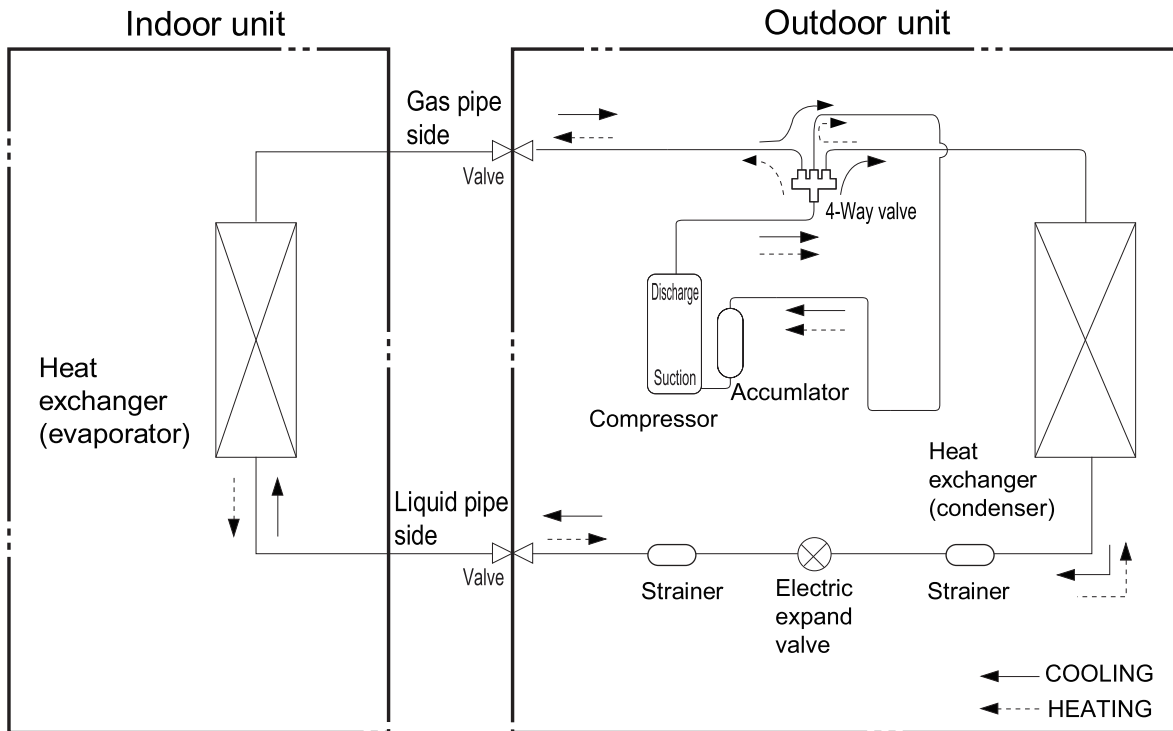 Indoor unit
Outdoor unit
Gas pipe
side
Valve
4-Way valve
Discharge
Suction
Accumlator
Compressor
Heat
exchanger
(evaporator)
Heat
exchanger
(condenser)
Liquid pipe
side
Valve
Strainer
Electric
expand
valve
Strainer
COOLING
HEATING